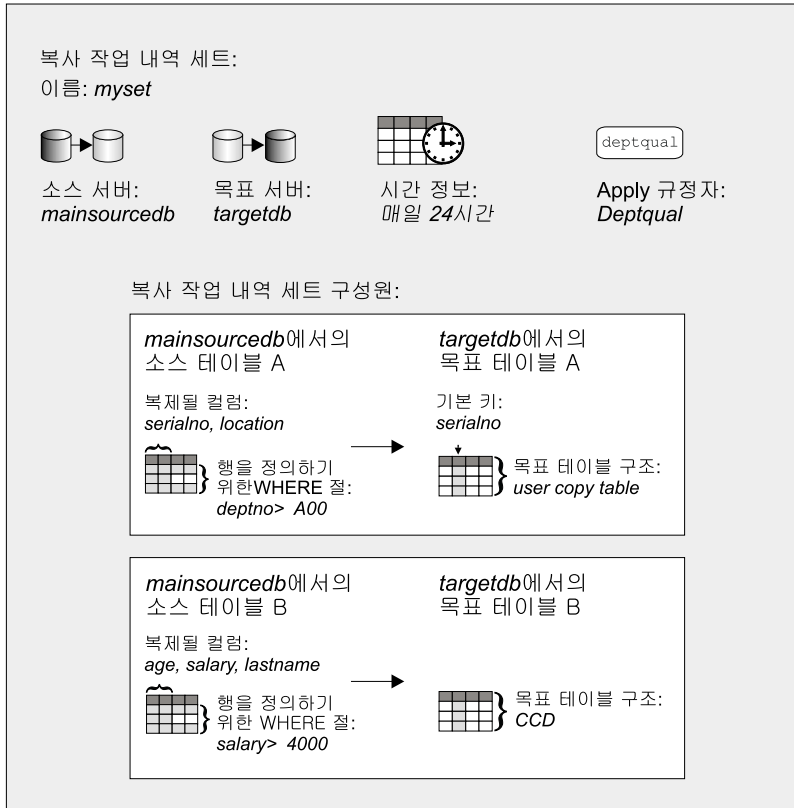 복사 작업 내역 세트:
이름: myset
deptqual
소스 서버:
mainsourcedb
목표 서버:
targetdb
시간 정보:
매일 24시간
Apply 규정자:
Deptqual
복사 작업 내역 세트 구성원:
mainsourcedb에서의
소스 테이블 A
복제될 컬럼:
serialno, location
행을 정의하기
위한WHERE 절:
deptno> A00
targetdb에서의
목표 테이블 A
기본 키:
serialno
목표 테이블 구조:
user copy table
mainsourcedb에서의
소스 테이블 B
복제될 컬럼:
age, salary, lastname
행을 정의하기
위한 WHERE 절:
salary> 4000
targetdb에서의
목표 테이블 B
목표 테이블 구조:
CCD